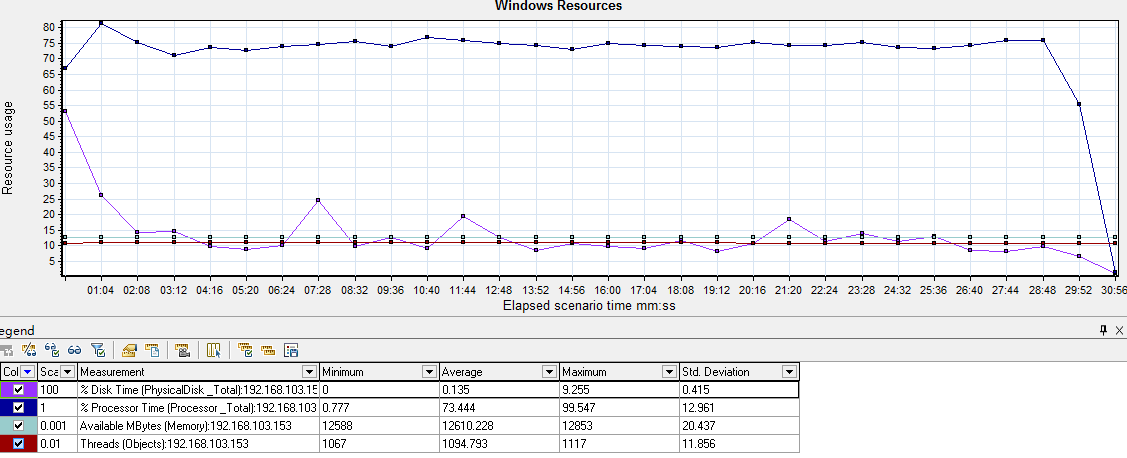 Windows Resources
80
75
70
65
60
55
50
45
40
35
30
25
20
15
10
5
Resource usage
01:04 02:08 03:12 04:16 05:20 06:24 07:28 08:32 09:36 10:40 11:44 12:48 13:52 14:56 16:00 17:04 18:08 19:12 20:16 21:20 22:24 23:28 24:32 25:36 26:40 27:44 28:48 29:52 30:56
Elapsed scenario time mm:ss
egend
Col Sca Measurement Minimum Average Maximum Std. Deviation
100 % Disk Time (PhysicalDisk _Total):192.168.103.15 0 0.135 9.255 0.415
1 % Processor Time (Processor _Total):192.168.103 0.777 73.444 99.547 12.961
0.001 Available MBytes (Memory):192.168.103.153 12588 12610.228 12853 20.437
0.01 Threads (Objects):192.168.103.153 1067 1094.793 1117 11.856